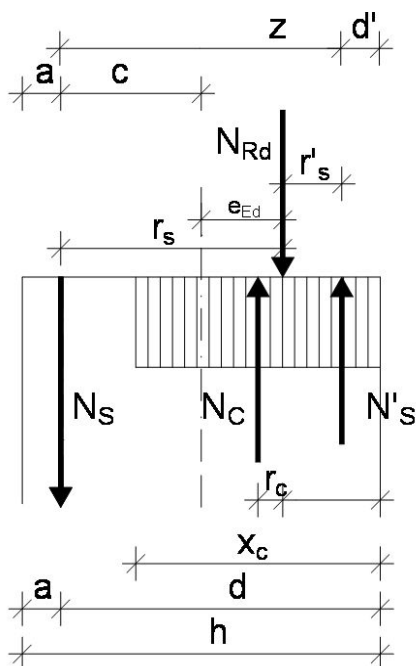 z d'
a c
N_Rd
r'_s
e_Ed
r_s
N_S N_C N'_S
r_c
x_c
a d
h